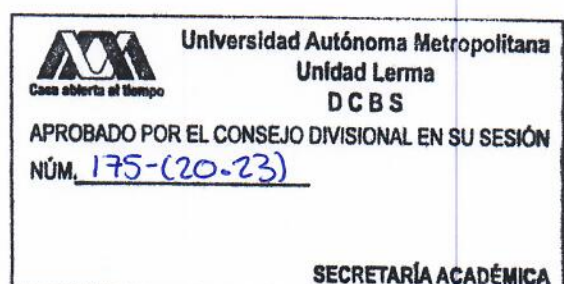 Universidad Autónoma Metropolitana
Unidad Lerma
DCBS
Casa abierta al tiempo
APROBADO POR EL CONSEJO DIVISIONAL EN SU SESIÓN
NÚM. 175-(20.23)
SECRETARÍA ACADÉMICA